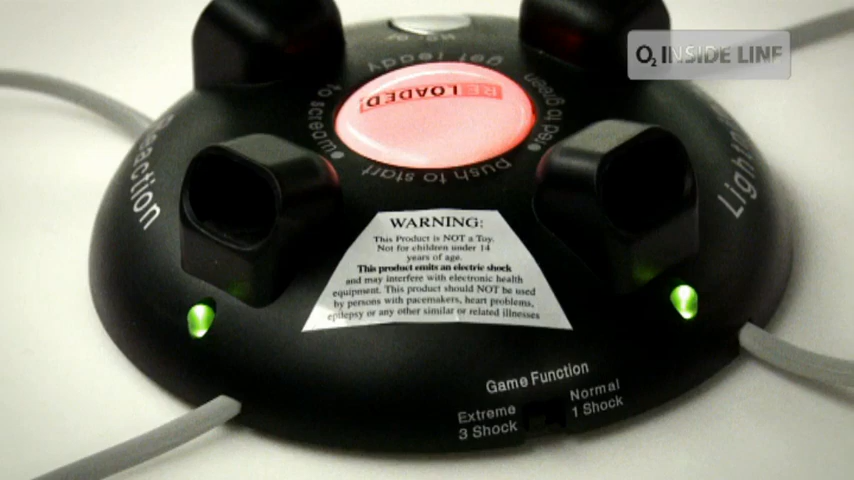 O2 INSIDE LINE
get ready
RELOADED
to scream
red to green
push to start
Reaction
WARNING:
This Product is NOT a Toy.
Not for children under 14
years of age.
This product emits an electric shock
and may interfere with electronic health
equipment. This product should NOT be used
by persons with pacemakers, heart problems,
epilepsy or any other similar or related illnesses
Game Function
Extreme
3 Shock
Normal
1 Shock